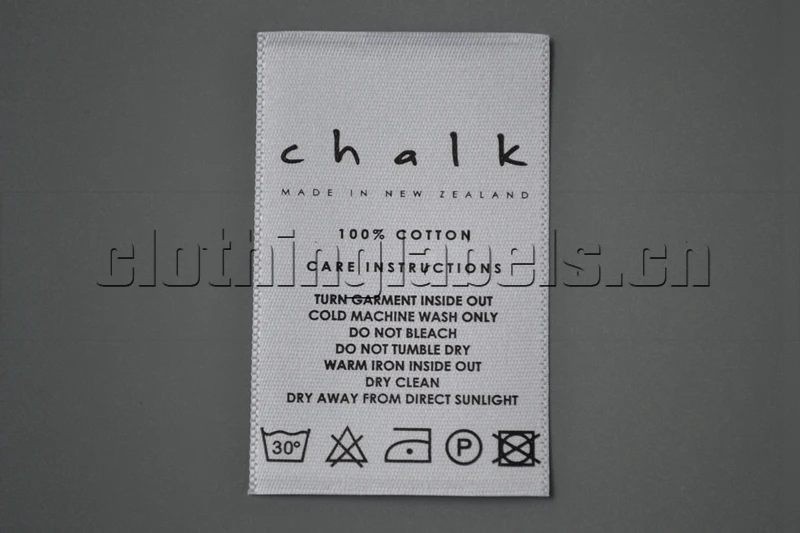 chalk
MADE IN NEW ZEALAND
100% COTTON
clothinglabels.cn
CARE INSTRUCTIONS
TURN GARMENT INSIDE OUT
COLD MACHINE WASH ONLY
DO NOT BLEACH
DO NOT TUMBLE DRY
WARM IRON INSIDE OUT
DRY CLEAN
DRY AWAY FROM DIRECT SUNLIGHT
30° P